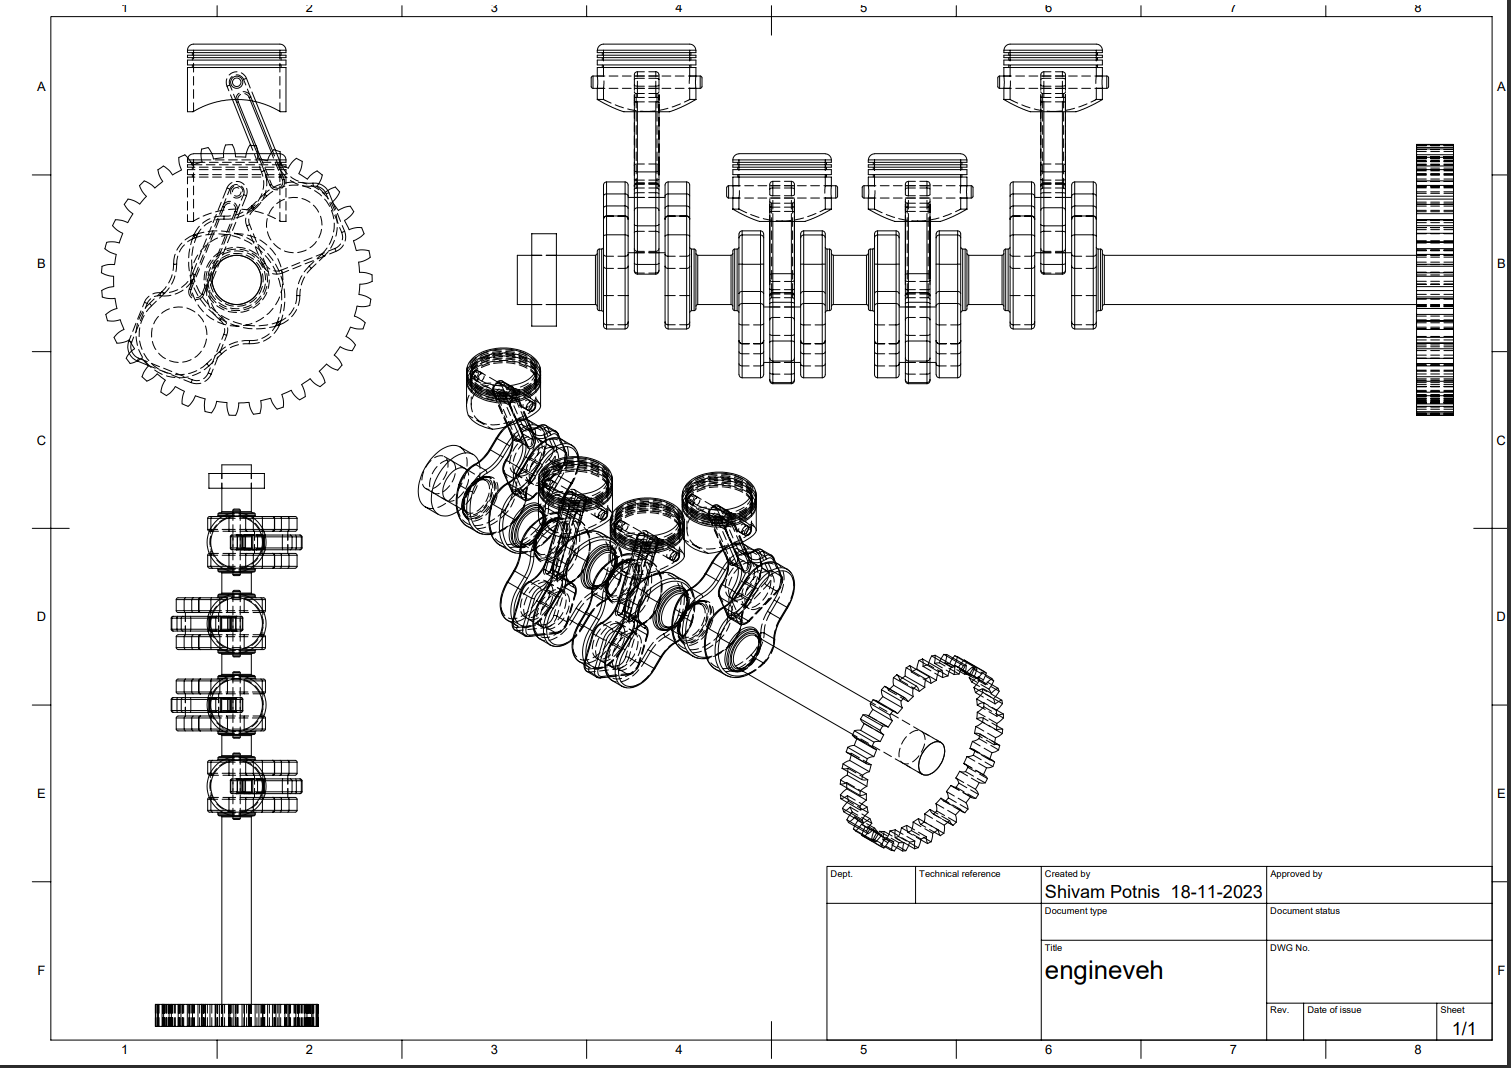 1 2 3 4 5 6 7 8
A A
B B
C C
D D
E E
F F
Dept. Technical reference Created by Approved by
Shivam Potnis 18-11-2023
Document type Document status
Title DWG No.
engineveh
Rev. Date of issue Sheet
1/1
1 2 3 4 5 6 7 8